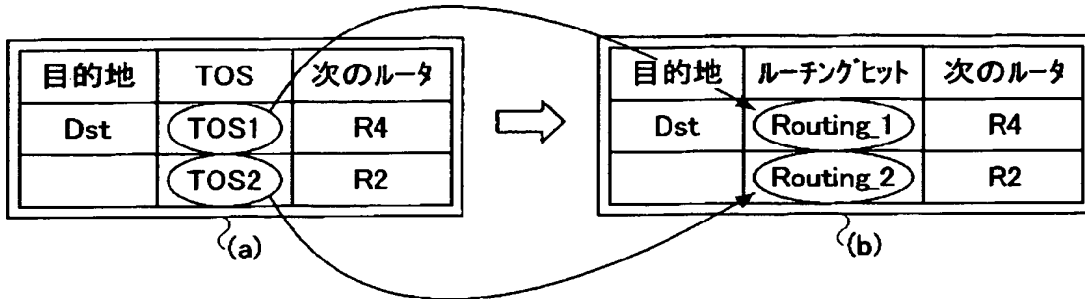 目的地 TOS 次のルータ
Dst TOS1 R4
TOS2 R2
(a)
目的地 ルーチングヒット 次のルータ
Dst Routing_1 R4
Routing_2 R2
(b)